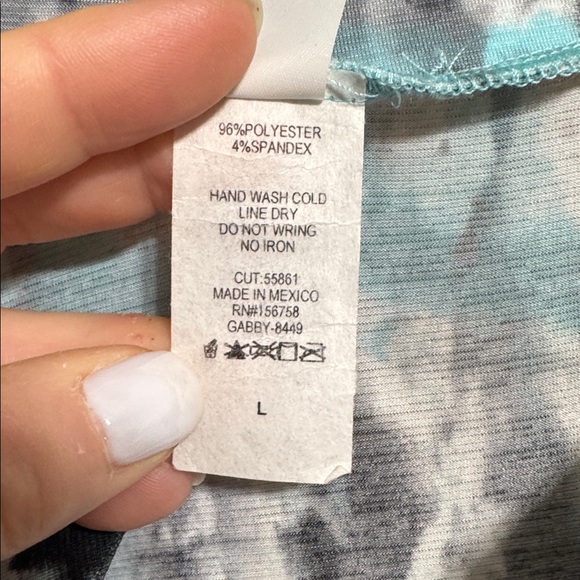 96%POLYESTER
4%SPANDEX
HAND WASH COLD
LINE DRY
DO NOT WRING
NO IRON
CUT:55861
MADE IN MEXICO
RN#156758
GABBY-8449
L